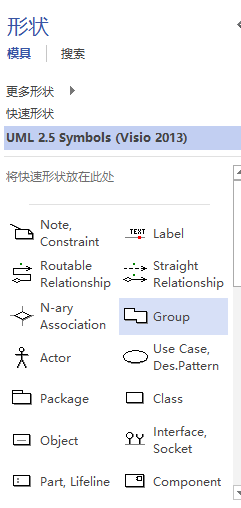 形状
模具 搜索
更多形状
快速形状
UML 2.5 Symbols (Visio 2013)
将快速形状放在此处
Note,
Constraint
TEXT
Label
Routable
Relationship
Straight
Relationship
N-ary
Association
Group
Actor
Use Case,
Des.Pattern
Package
Class
Object
Interface,
Socket
Part, Lifeline
Component